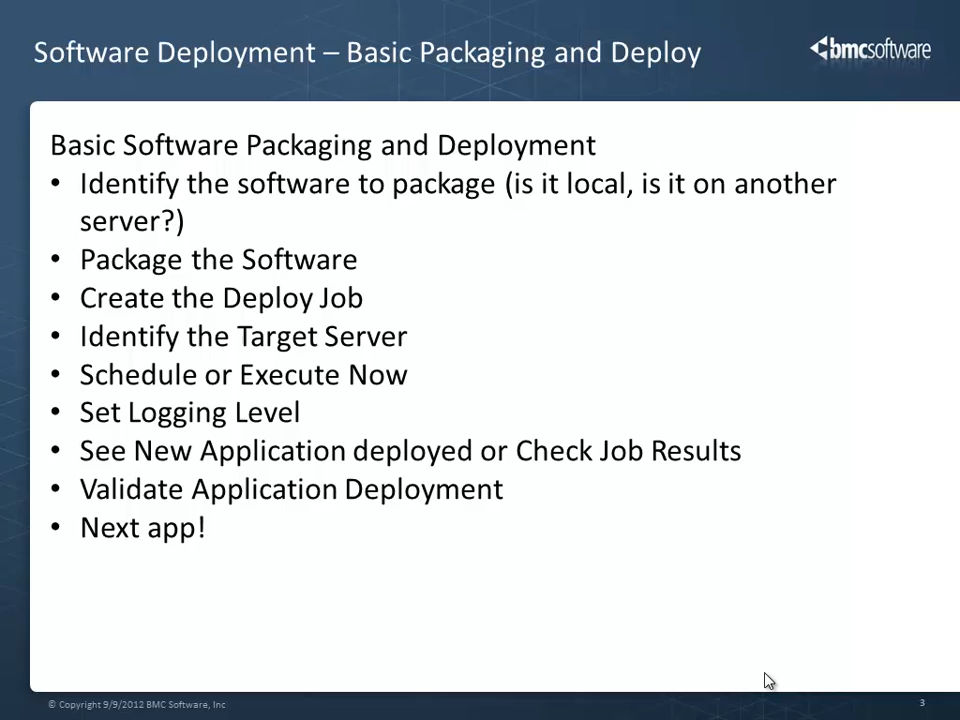 Software Deployment – Basic Packaging and Deploy
bmcsoftware
Basic Software Packaging and Deployment
• Identify the software to package (is it local, is it on another
server?)
• Package the Software
• Create the Deploy Job
• Identify the Target Server
• Schedule or Execute Now
• Set Logging Level
• See New Application deployed or Check Job Results
• Validate Application Deployment
• Next app!
© Copyright 9/9/2012 BMC Software, Inc
3